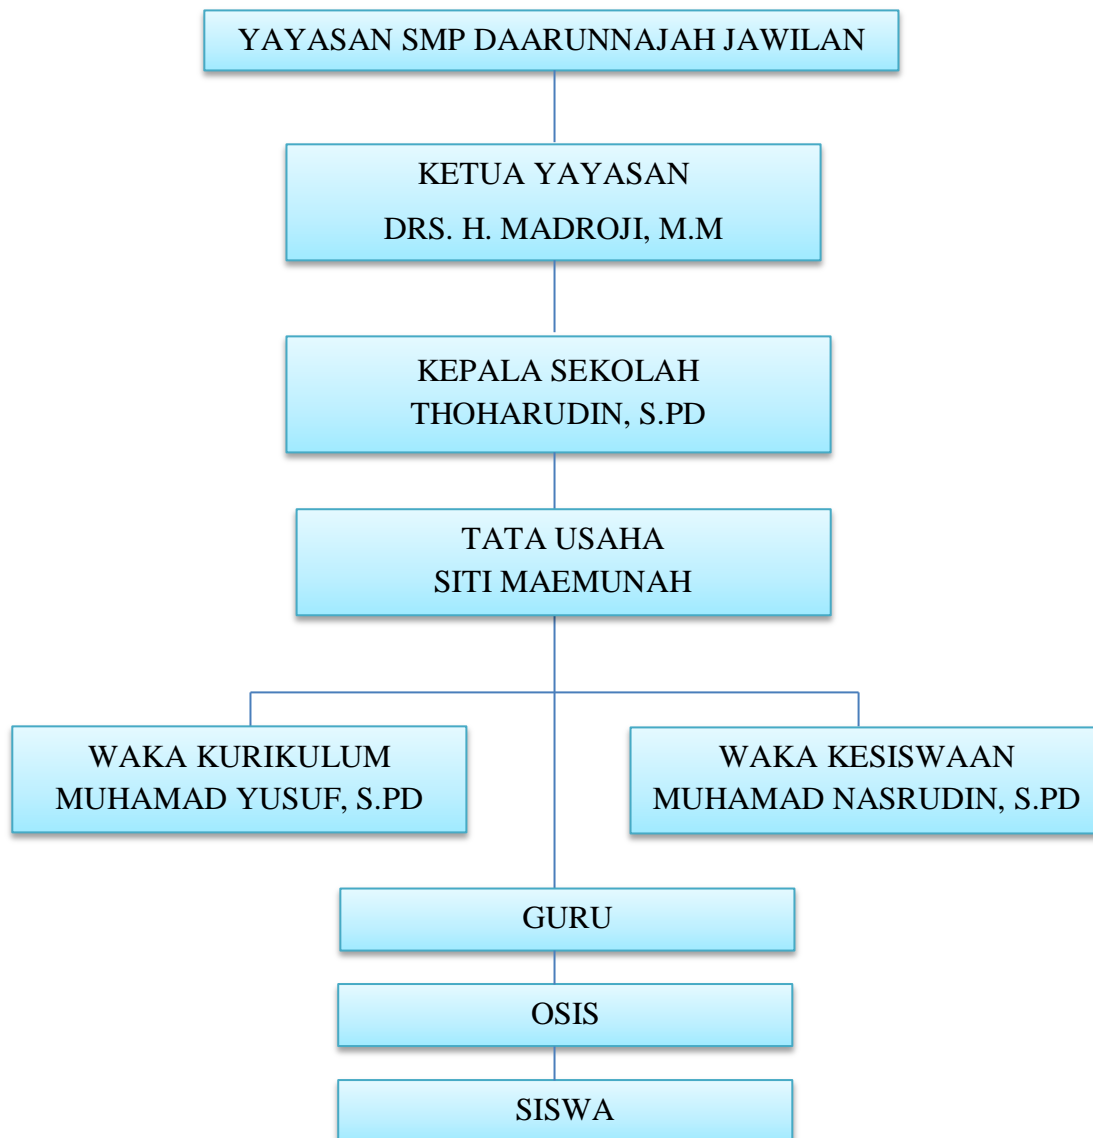 YAYASAN SMP DAARUNNAJAH JAWILAN
KETUA YAYASAN
DRS. H. MADROJI, M.M
KEPALA SEKOLAH
THOHARUDIN, S.PD
TATA USAHA
SITI MAEMUNAH
WAKA KURIKULUM
MUHAMAD YUSUF, S.PD
WAKA KESISWAAN
MUHAMAD NASRUDIN, S.PD
GURU
OSIS
SISWA